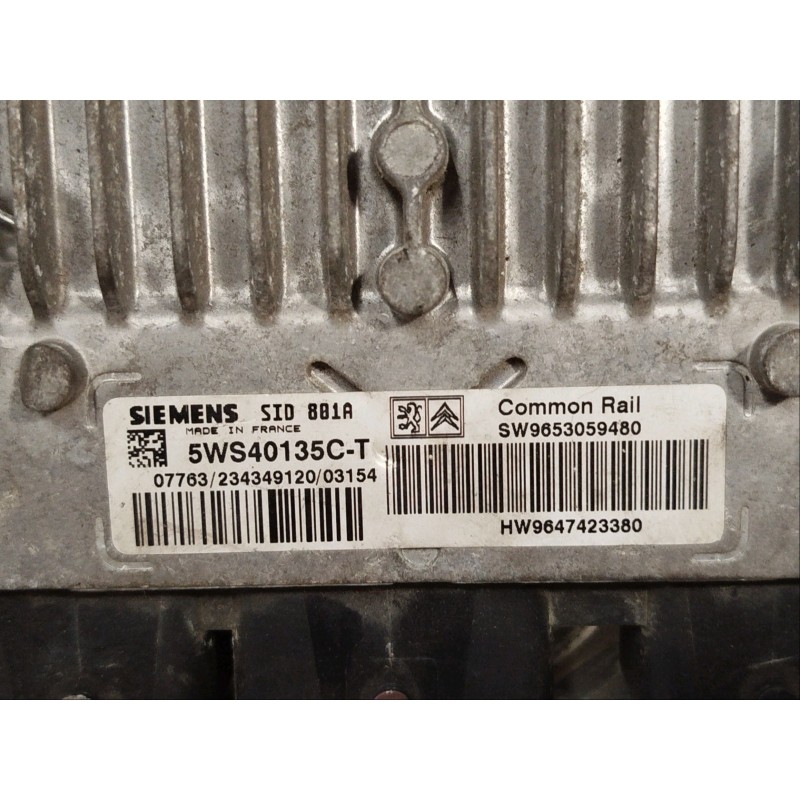 SIEMENS SID 801A
MADE IN FRANCE
5WS40135C-T
07763/234349120/03154
Common Rail
SW9653059480
HW9647423380